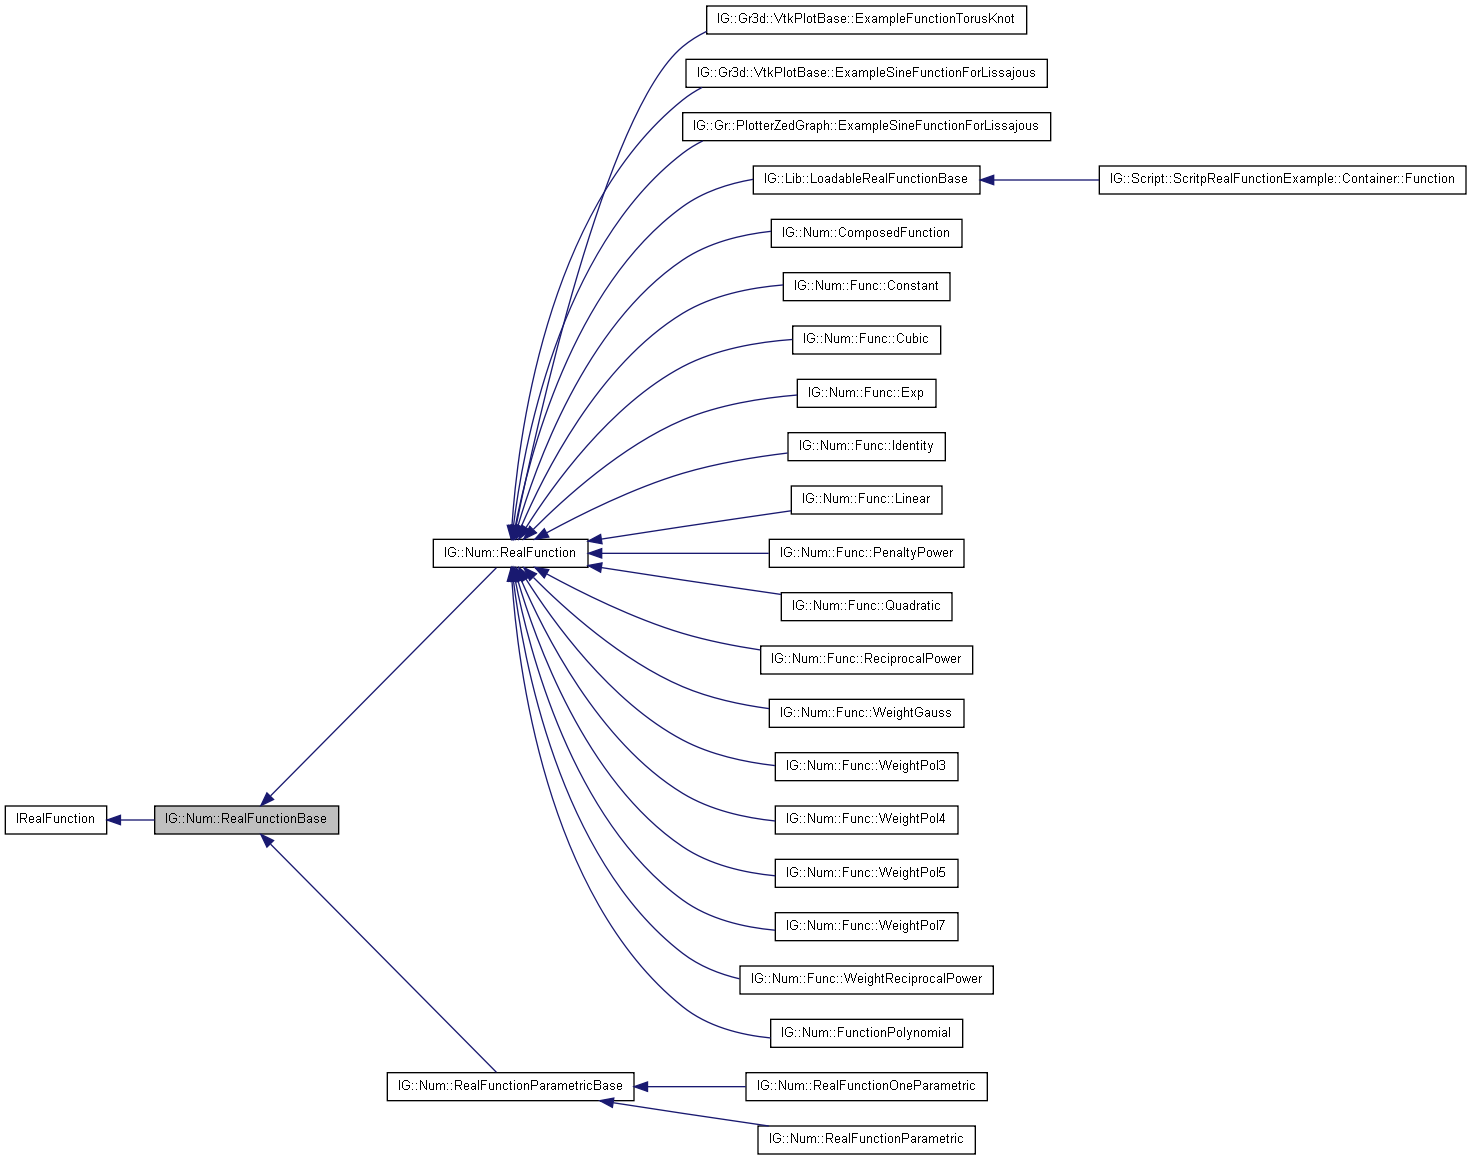 IG::Gr3d::VtkPlotBase::ExampleFunctionTorusKnot
IG::Gr3d::VtkPlotBase::ExampleSineFunctionForLissajous
IG::Gr::PlotterZedGraph::ExampleSineFunctionForLissajous
IG::Lib::LoadableRealFunctionBase
IG::Script::ScritpRealFunctionExample::Container::Function
IG::Num::ComposedFunction
IG::Num::Func::Constant
IG::Num::Func::Cubic
IG::Num::Func::Exp
IG::Num::Func::Identity
IG::Num::Func::Linear
IG::Num::RealFunction
IG::Num::Func::PenaltyPower
IG::Num::Func::Quadratic
IG::Num::Func::ReciprocalPower
IG::Num::Func::WeightGauss
IG::Num::Func::WeightPol3
IRealFunction
IG::Num::RealFunctionBase
IG::Num::Func::WeightPol4
IG::Num::Func::WeightPol5
IG::Num::Func::WeightPol7
IG::Num::Func::WeightReciprocalPower
IG::Num::FunctionPolynomial
IG::Num::RealFunctionParametricBase
IG::Num::RealFunctionOneParametric
IG::Num::RealFunctionParametric